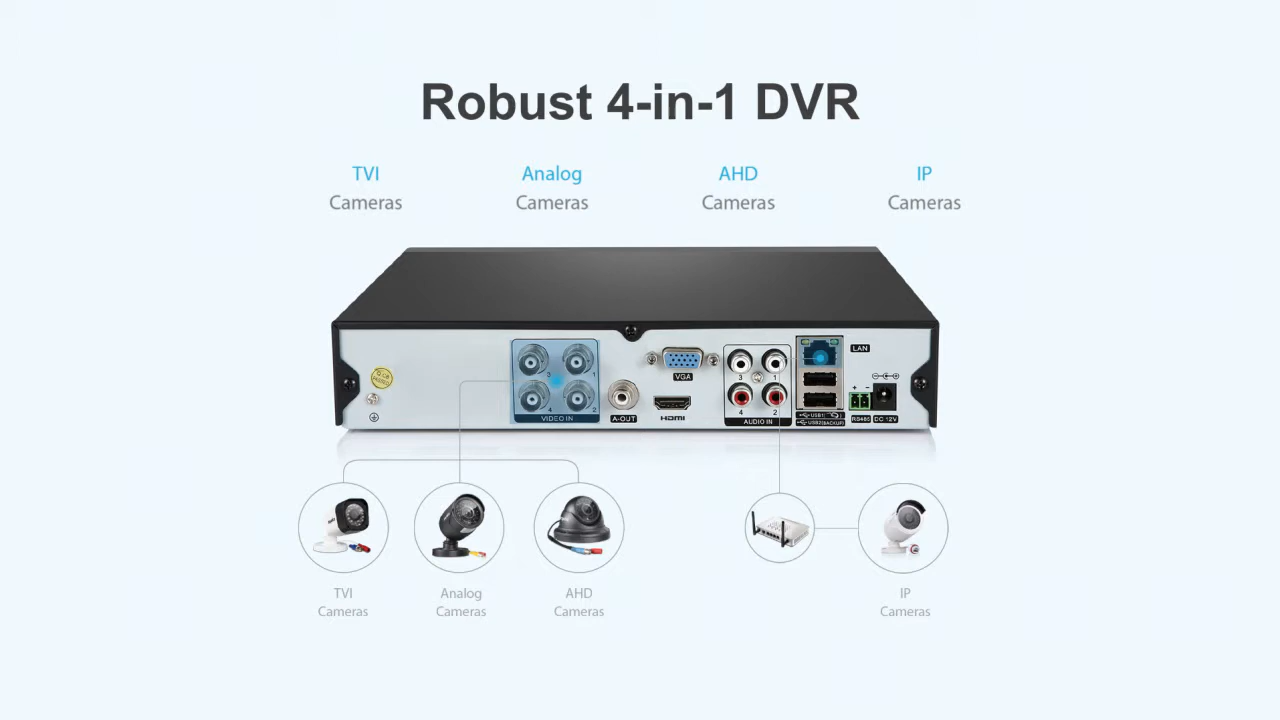 Robust 4-in-1 DVR
TVI
Cameras
Analog
Cameras
AHD
Cameras
IP
Cameras
3
1
4
2
VIDEO IN
A-OUT
VGA
HDMI
3
1
4
2
AUDIO IN
LAN
USB1
USB2(BACKUP)
+ -
RS485
DC 12V
TVI
Cameras
Analog
Cameras
AHD
Cameras
IP
Cameras